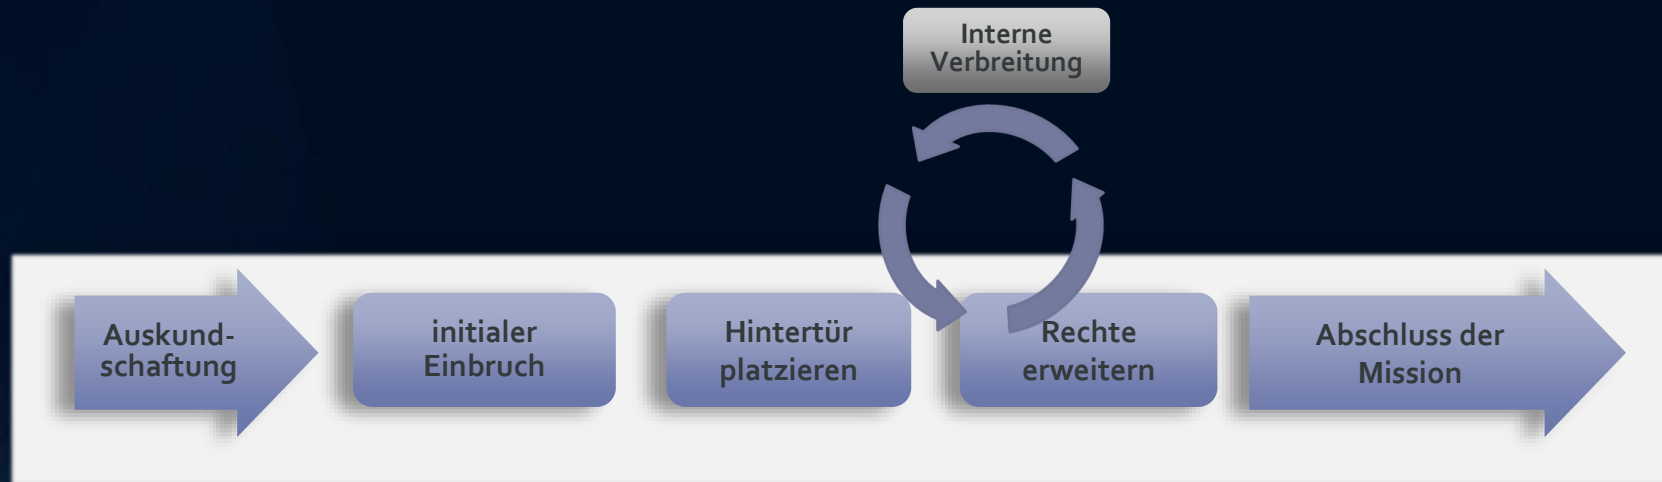 Interne
Verbreitung
Auskund-
schaftung
initialer
Einbruch
Hintertür
platzieren
Rechte
erweitern
Abschluss der
Mission